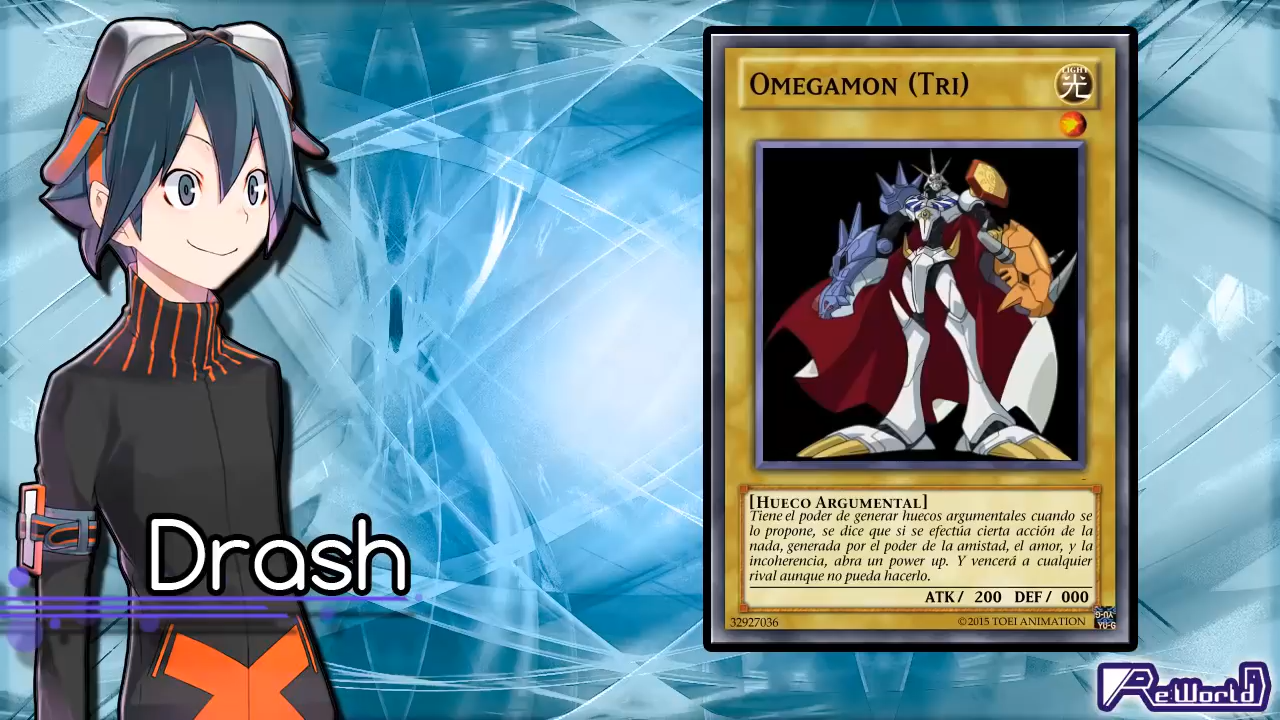 Omegamon (Tri)
LIGHT
光
[Hueco Argumental]
Tiene el poder de generar huecos argumentales cuando se
lo propone, se dice que si se efectúa cierta acción de la
nada, generada por el poder de la amistad, el amor, y la
incoherencia, abra un power up. Y vencerá a cualquier
rival aunque no pueda hacerlo.
ATK/ 200 DEF/ 000
32927036 ©2015 TOEI ANIMATION
Drash
Re:World